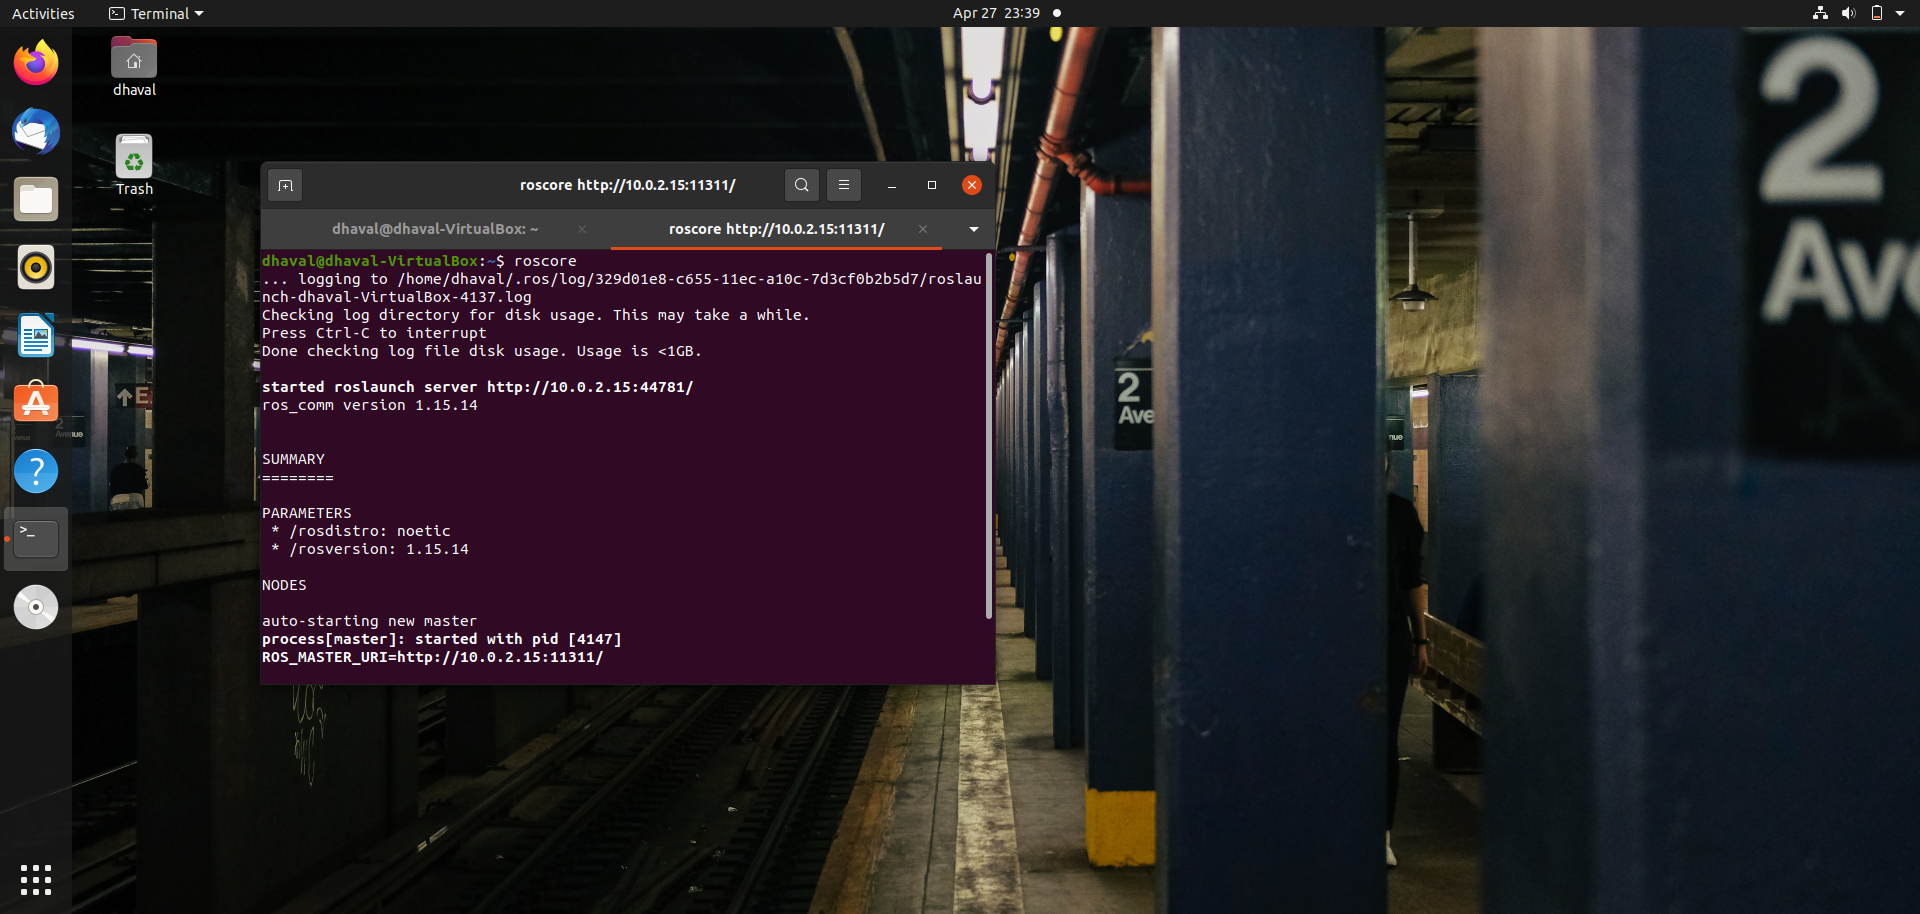 Activities
Terminal
Apr 27 23:39
dhaval
Trash
roscore http://10.0.2.15:11311/
dhaval@dhaval-VirtualBox: ~
roscore http://10.0.2.15:11311/
dhaval@dhaval-VirtualBox:~$ roscore
... logging to /home/dhaval/.ros/log/329d01e8-c655-11ec-a10c-7d3cf0b2b5d7/roslau
nch-dhaval-VirtualBox-4137.log
Checking log directory for disk usage. This may take a while.
Press Ctrl-C to interrupt
Done checking log file disk usage. Usage is <1GB.
started roslaunch server http://10.0.2.15:44781/
ros_comm version 1.15.14
SUMMARY
========
PARAMETERS
* /rosdistro: noetic
* /rosversion: 1.15.14
NODES
auto-starting new master
process[master]: started with pid [4147]
ROS_MASTER_URI=http://10.0.2.15:11311/
2
Ave
2
Ave
2
Avenue